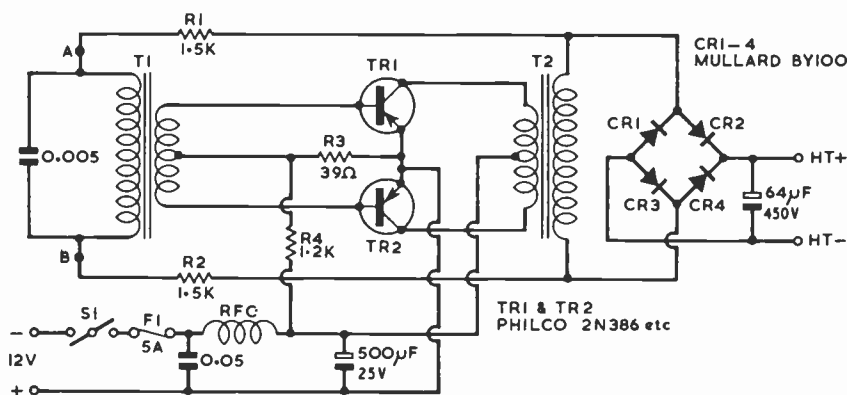 R1
1·5K
A
T1
TR1
T2
CR1-4
MULLARD BY100
0·005
R3
39Ω
CR1
CR2
HT+
CR3
CR4
64µF
450V
HT-
TR2
R4
1·2K
B
R2
1·5K
TR1 & TR2
PHILCO 2N386 etc
S1
F1
5A
RFC
-
12V
+
0·05
500µF
25V